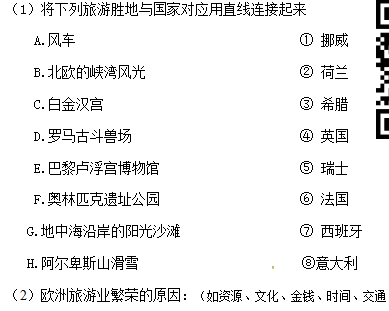 （1）将下列旅游胜地与国家对应用直线连接起来
A.风车 ① 挪威
B.北欧的峡湾风光 ② 荷兰
C.白金汉宫 ③ 希腊
D.罗马古斗兽场 ④ 英国
E.巴黎卢浮宫博物馆 ⑤ 瑞士
F.奥林匹克遗址公园 ⑥ 法国
G.地中海沿岸的阳光沙滩 ⑦ 西班牙
H.阿尔卑斯山滑雪 ⑧意大利
（2）欧洲旅游业繁荣的原因：（如资源、文化、金钱、时间、交通